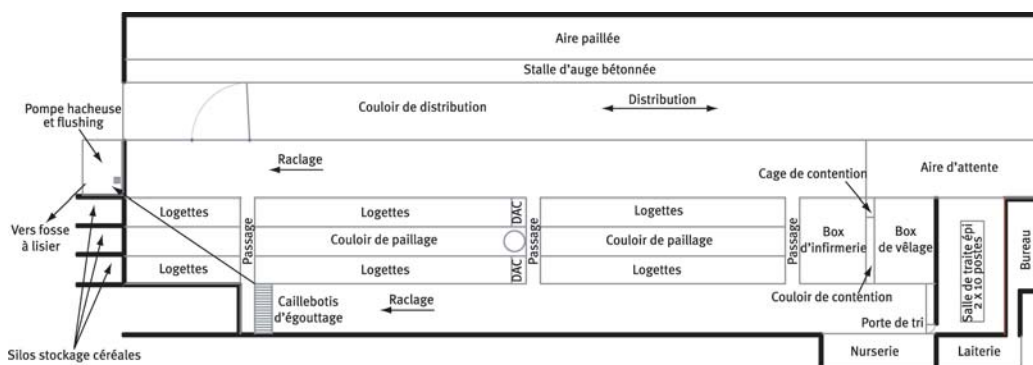 Aire paillée
Stalle d'auge bétonnée
Pompe hacheuse
et flushing
Couloir de distribution
Distribution
Raclage
Aire d'attente
Cage de contention
Vers fosse
à lisier
Logettes
Logettes
DAC
Logettes
Passage
Couloir de paillage
Passage
Couloir de paillage
Passage
Box
d'infirmerie
Box
de vêlage
Logettes
Logettes
DAC
Logettes
Couloir de contention
Salle de traite épi
2 x 10 postes
Bureau
Caillebotis
d'égouttage
Raclage
Porte de tri
Silos stockage céréales
Nurserie
Laiterie